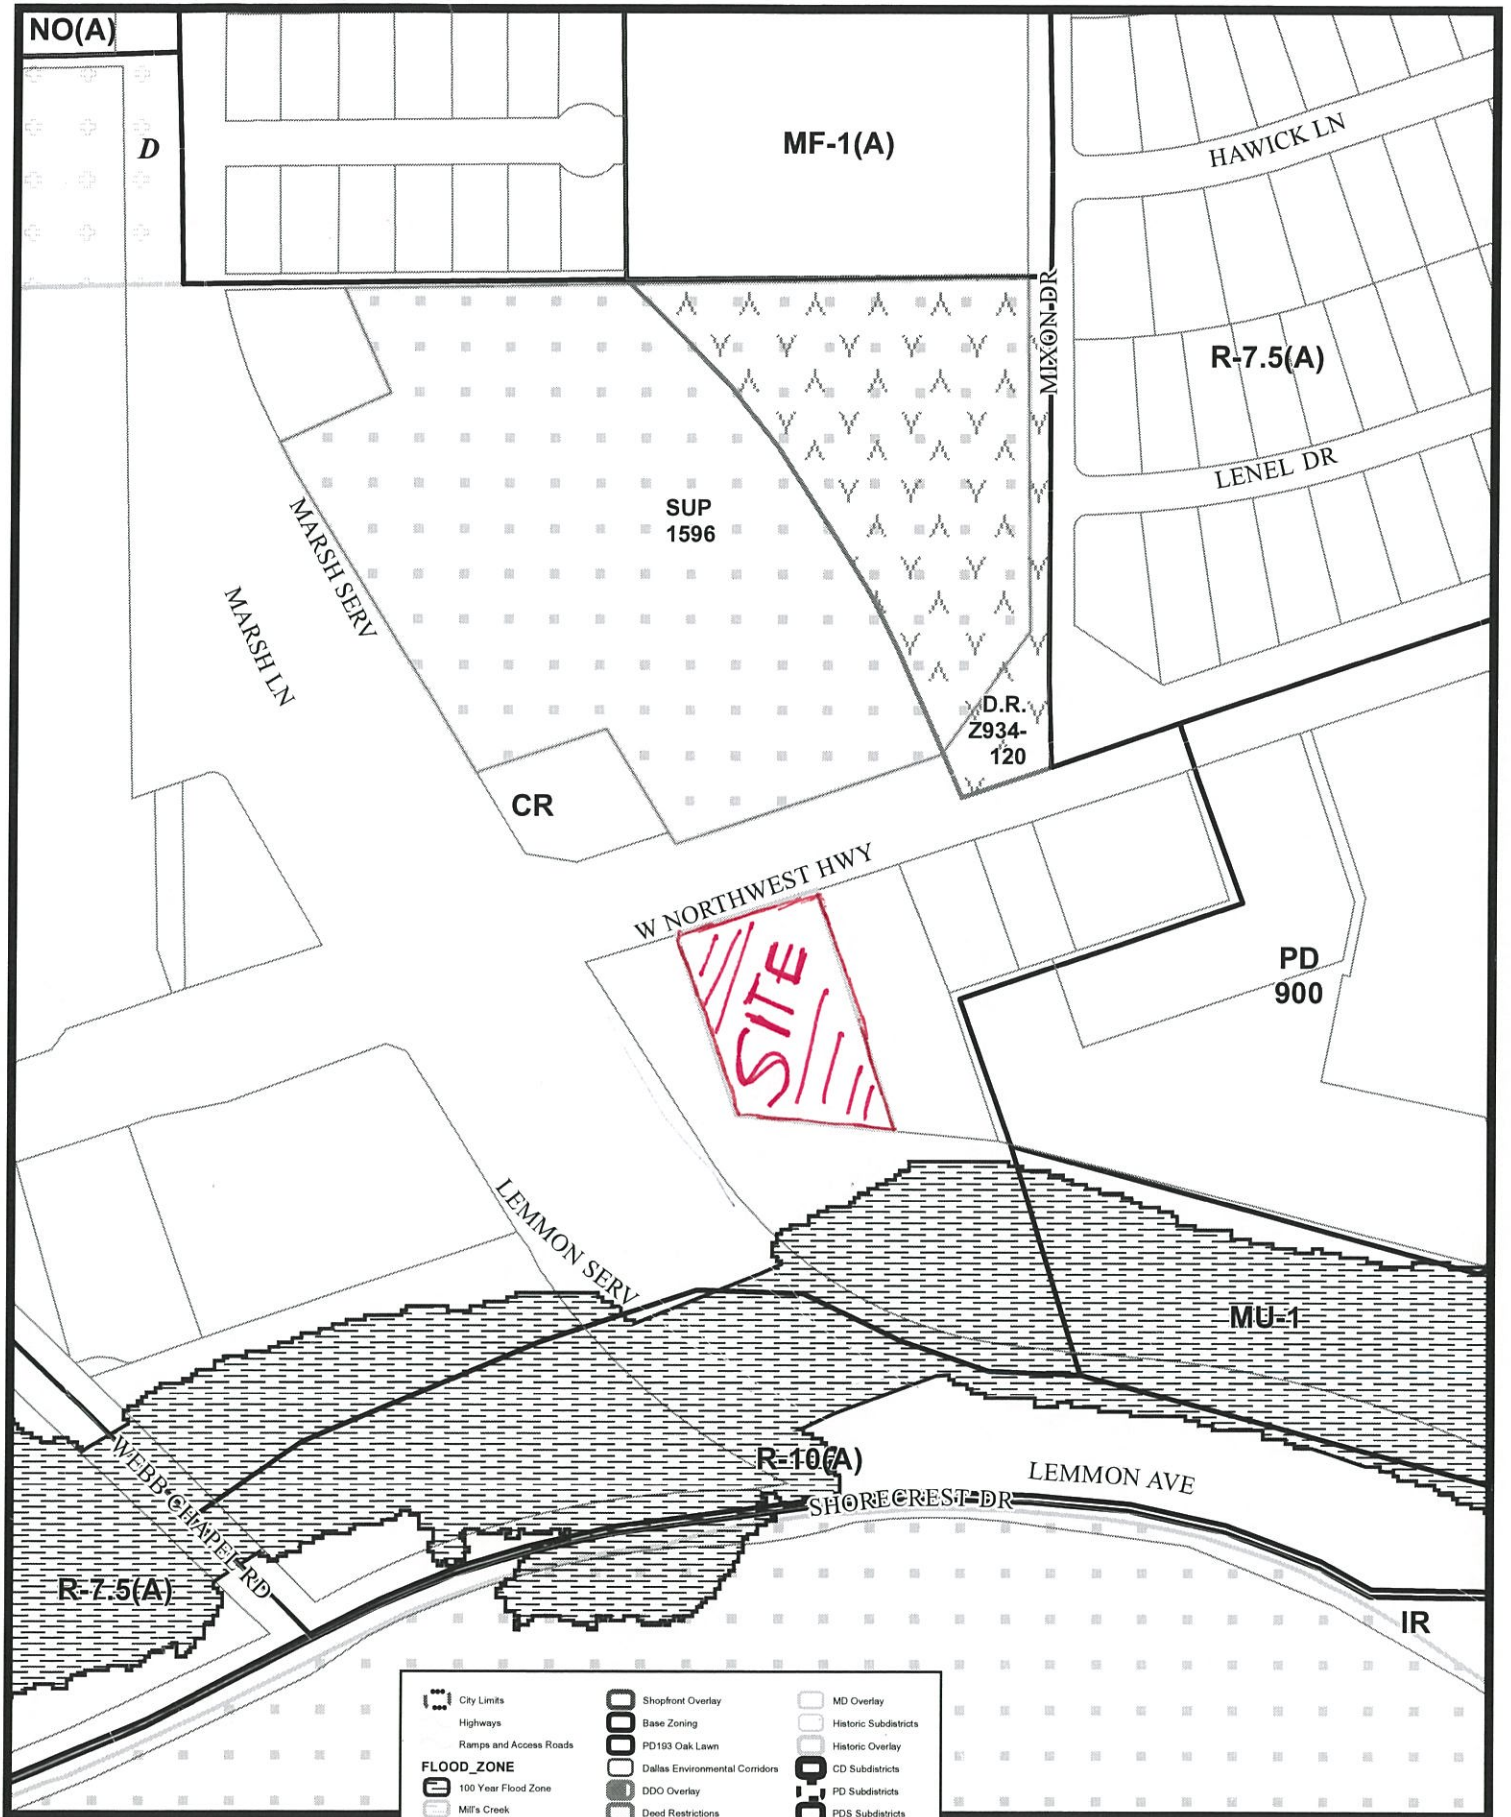 NO(A)
D
MF-1(A)
HAWICK LN
MIXON DR
R-7.5(A)
LENEL DR
SUP
1596
MARSH SERV
MARSH LN
D.R.
Z934-
120
CR
W NORTHWEST HWY
SITE
PD
900
LEMMON SERV
MU-1
R-10(A)
LEMMON AVE
SHORECREST DR
WEBB CHAPEL RD
R-7.5(A)
IR
City Limits
Highways
Ramps and Access Roads
FLOOD_ZONE
100 Year Flood Zone
Mill's Creek
Shopfront Overlay
Base Zoning
PD193 Oak Lawn
Dallas Environmental Corridors
DDO Overlay
Deed Restrictions
MD Overlay
Historic Subdistricts
Historic Overlay
CD Subdistricts
PD Subdistricts
PDS Subdistricts